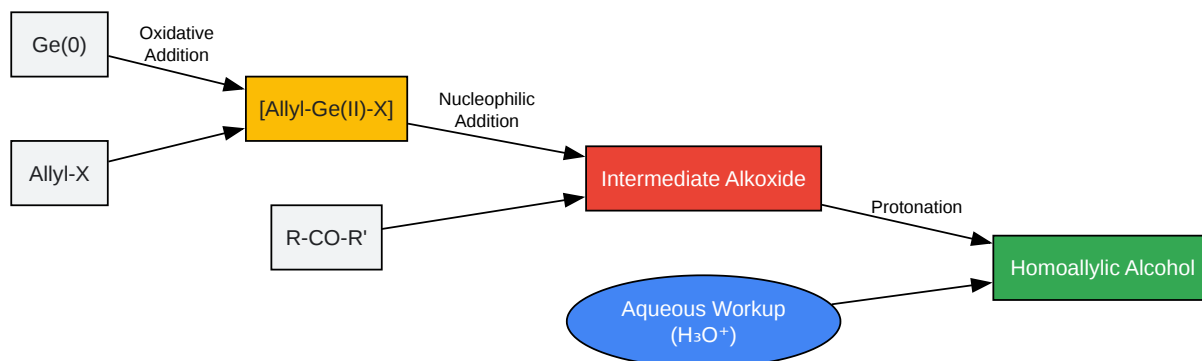 Ge(0)
Oxidative
Addition
[Allyl-Ge(II)-X]
Allyl-X
Nucleophilic
Addition
Intermediate Alkoxide
R-CO-R'
Protonation
Homoallylic Alcohol
Aqueous Workup
(H₃O⁺)